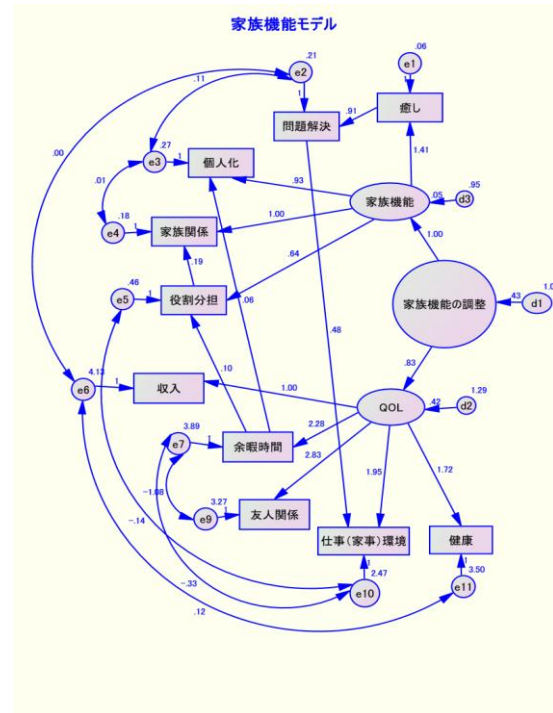 家族機能モデル
.21
.06
e2
e1
.11
1
1
癒し
.91
問題解決
.00
.27
e3
1
個人化
1.41
.93
.95
家族機能
.05
d3
.01
.18
1.00
e4
1
家族関係
1.00
.19
.64
.46
e5
1
役割分担
.06
家族機能の調整
.43
d1
.48
.10
.83
4.13
e6
1
収入
1.00
1.29
QOL
.42
d2
3.89
2.28
e7
1
余暇時間
2.83
1.95
1.72
3.27
-1.08
e9
1
友人関係
仕事(家事)環境
健康
-.14
1
1
2.47
3.50
-.33
e10
e11
.12